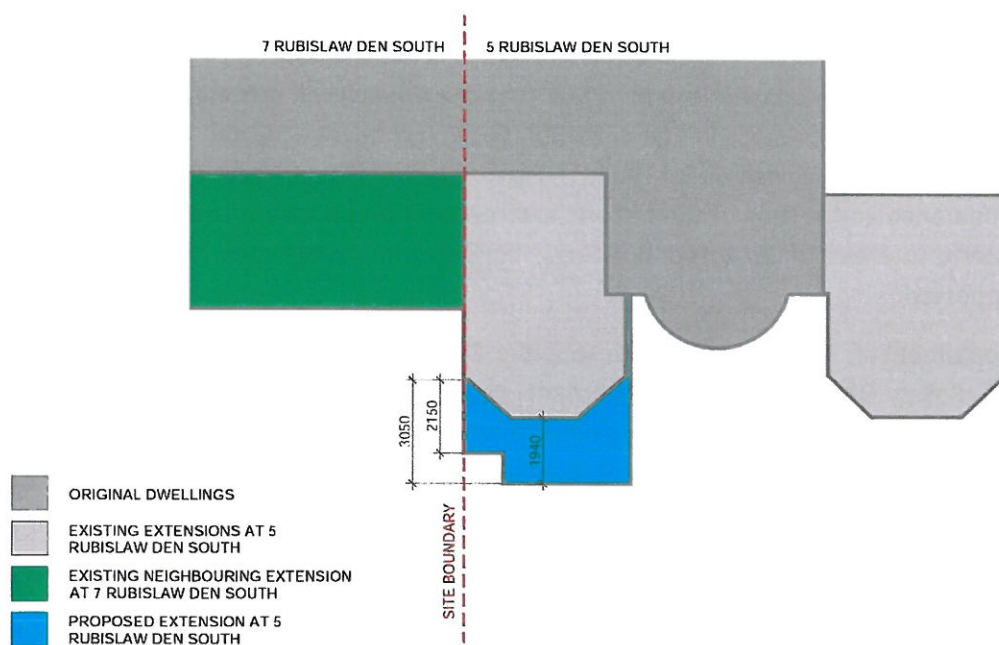 7 RUBISLAW DEN SOUTH
5 RUBISLAW DEN SOUTH
3050
2150
1940
SITE BOUNDARY
ORIGINAL DWELLINGS
EXISTING EXTENSIONS AT 5
RUBISLAW DEN SOUTH
EXISTING NEIGHBOURING EXTENSION
AT 7 RUBISLAW DEN SOUTH
PROPOSED EXTENSION AT 5
RUBISLAW DEN SOUTH